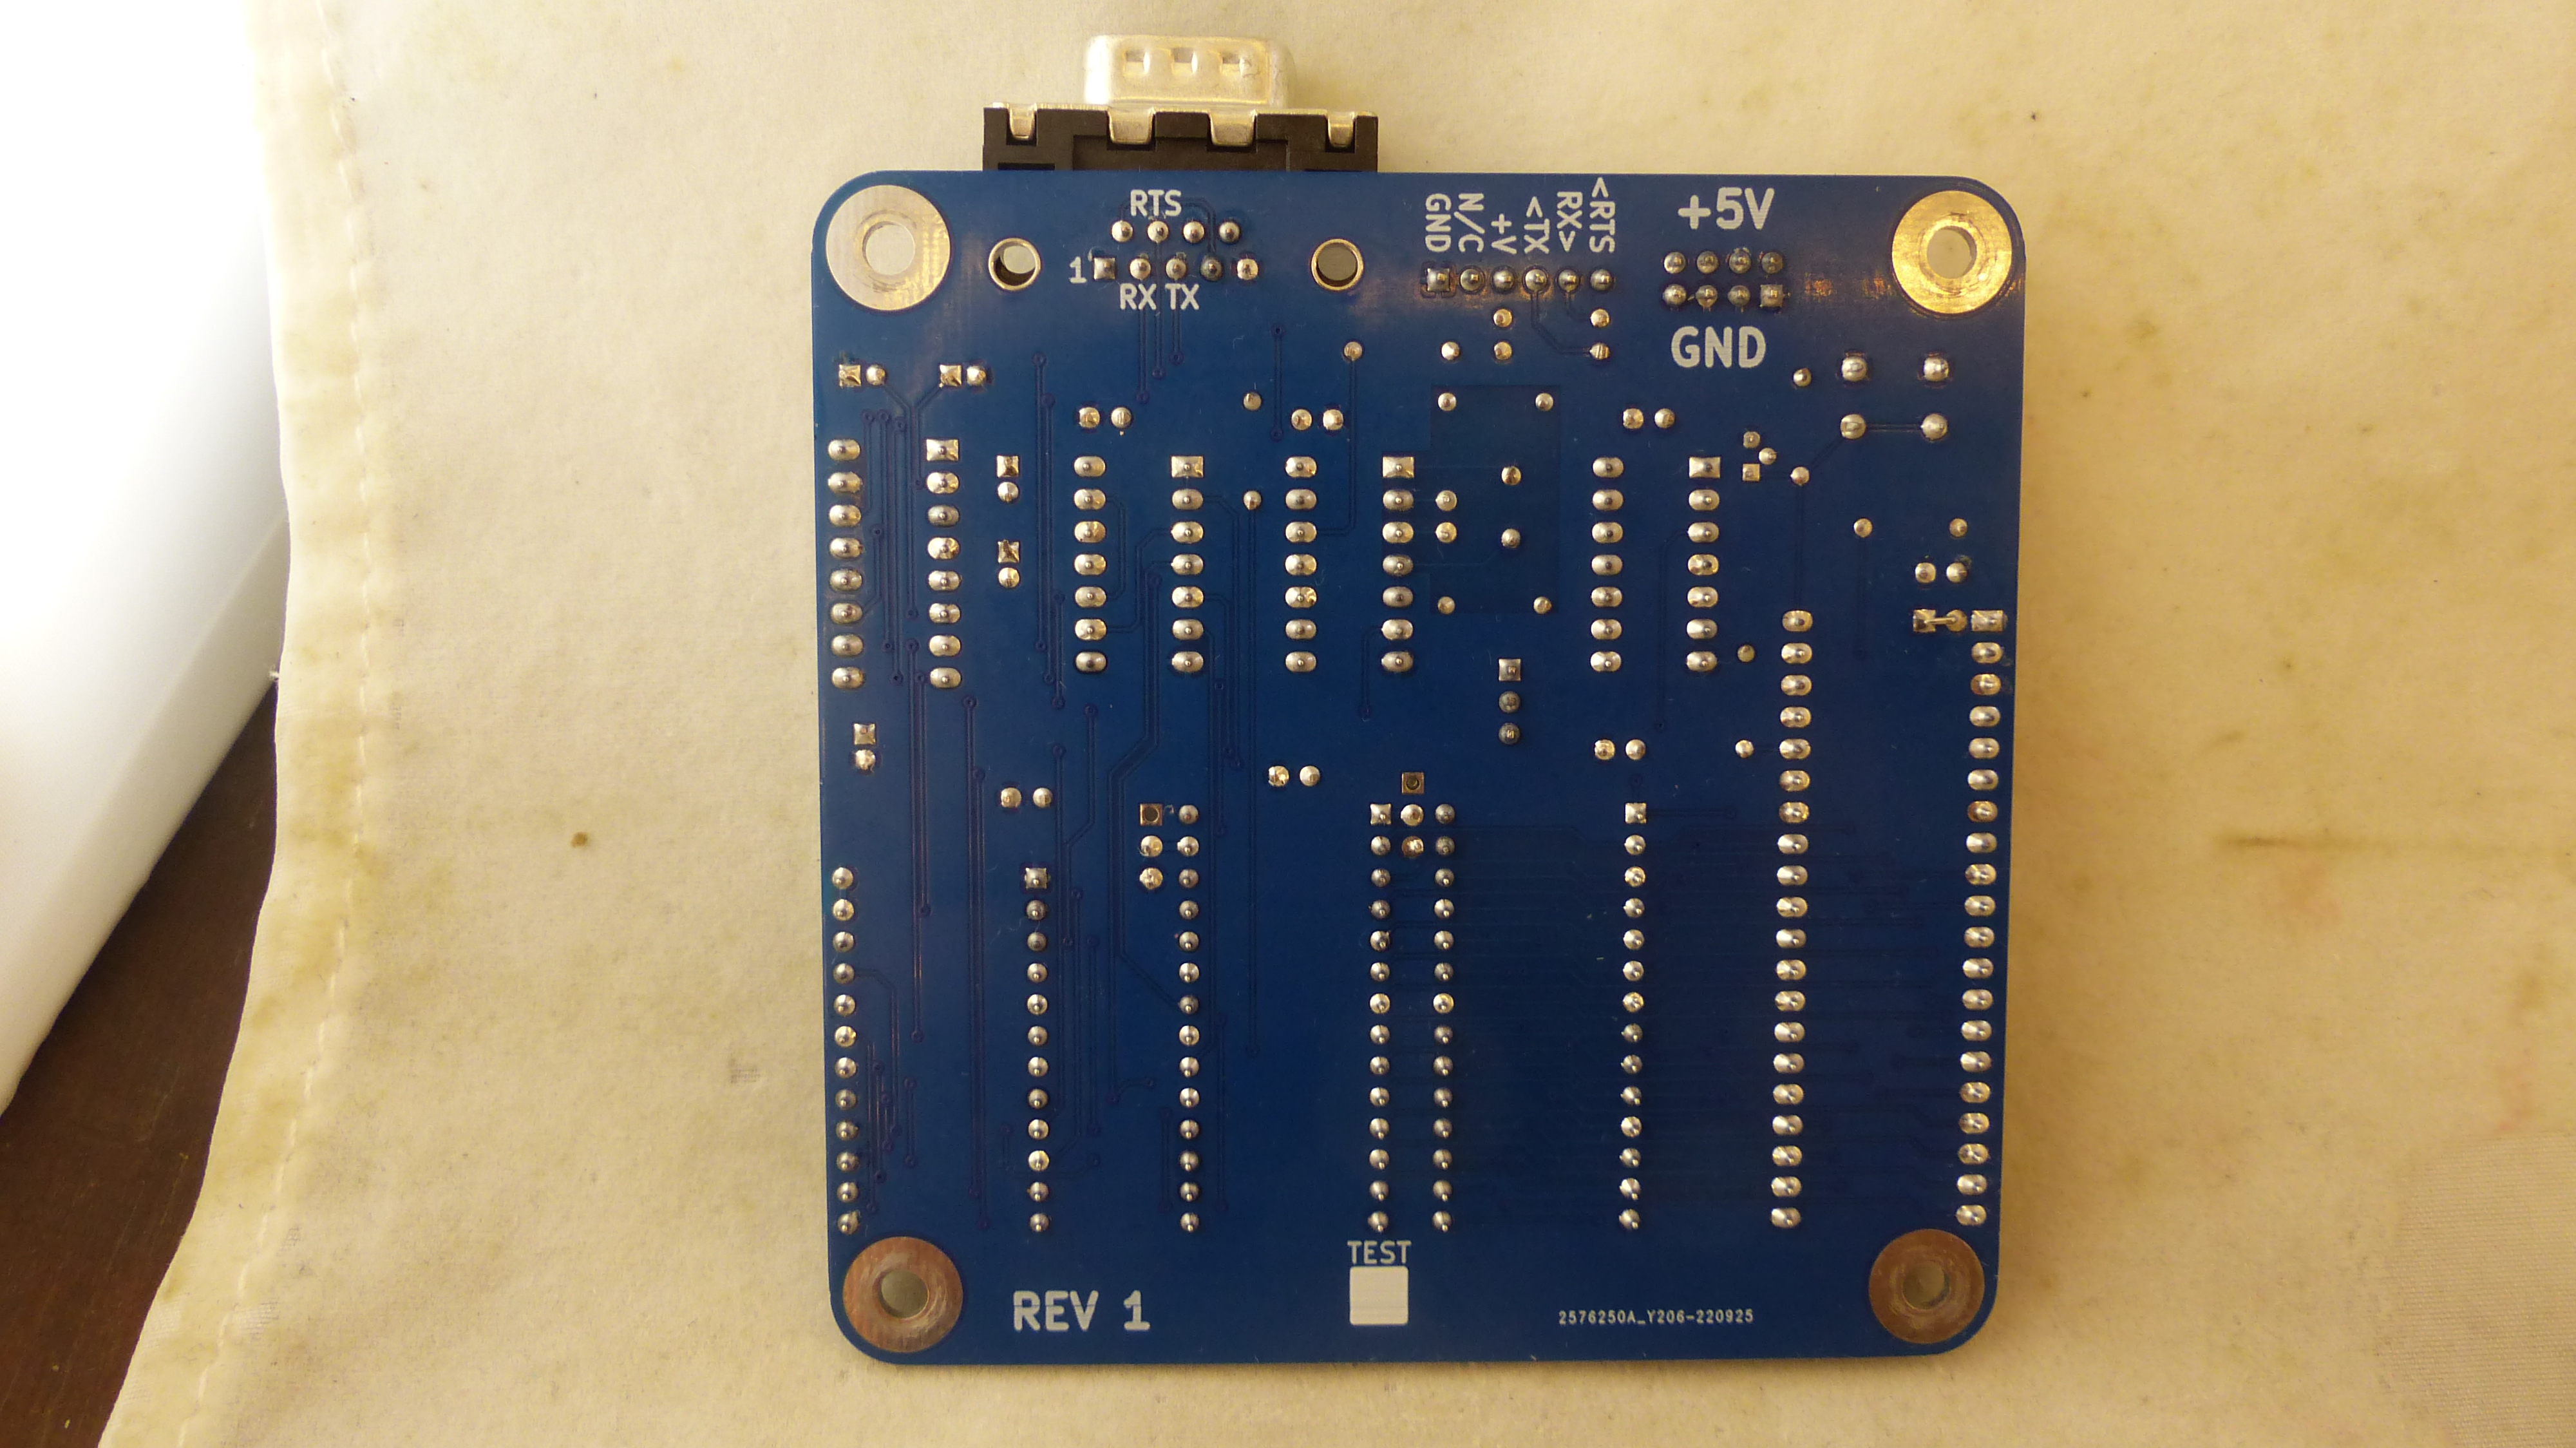 RTS
1
RX TX
GND
N/C
+V
<TX
RX>
<RTS
+5V
GND
TEST
REV 1
2576250A_Y206-220925